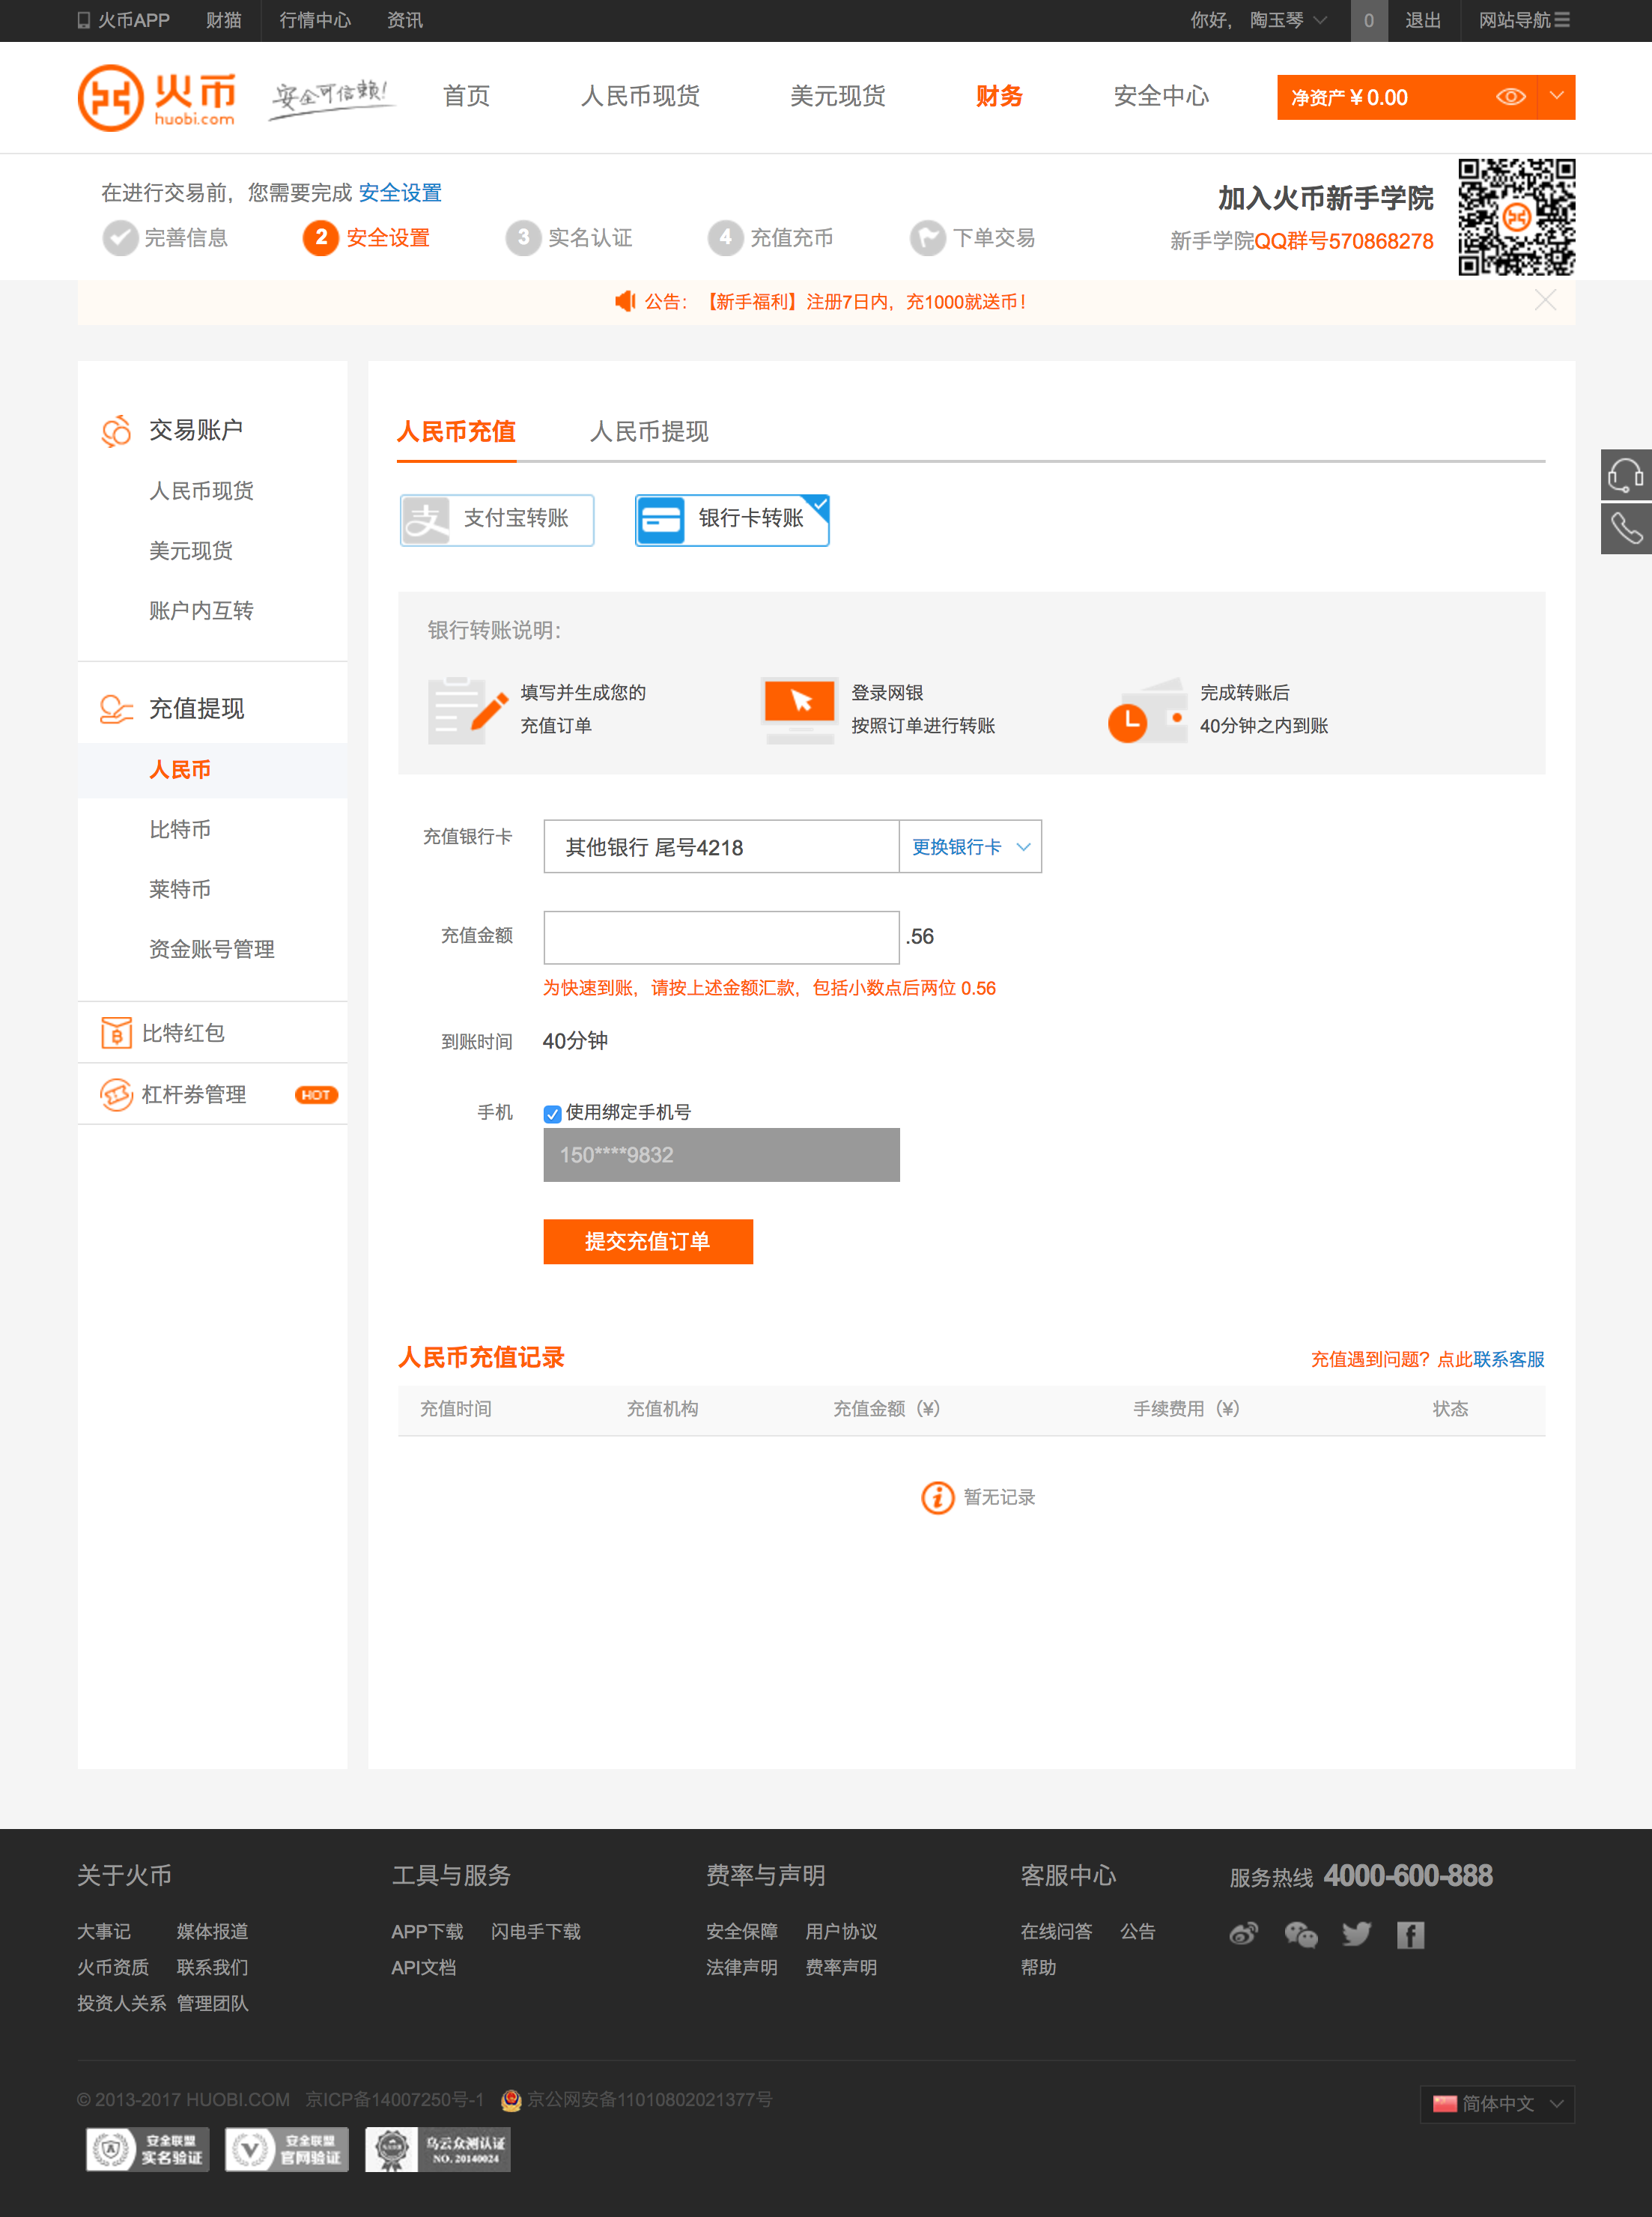 火币APP 财猫 行情中心 资讯 你好, 陶玉琴 0 退出 网站导航
火币 huobi.com 安全可信赖! 首页 人民币现货 美元现货 财务 安全中心 净资产¥0.00
在进行交易前，您需要完成 安全设置
完善信息 2 安全设置 3 实名认证 4 充值充币 下单交易
加入火币新手学院
新手学院QQ群号570868278
公告：【新手福利】注册7日内，充1000就送币！
交易账户
人民币现货
美元现货
账户内互转
充值提现
人民币
比特币
莱特币
资金账号管理
比特红包
杠杆券管理 HOT
人民币充值 人民币提现
支 支付宝转账 银行卡转账
银行转账说明：
填写并生成您的
充值订单
登录网银
按照订单进行转账
完成转账后
40分钟之内到账
充值银行卡 其他银行 尾号4218 更换银行卡
充值金额 .56
为快速到账，请按上述金额汇款，包括小数点后两位 0.56
到账时间 40分钟
手机 使用绑定手机号
150****9832
提交充值订单
人民币充值记录 充值遇到问题？点此联系客服
充值时间 充值机构 充值金额（¥） 手续费用（¥） 状态
暂无记录
关于火币 工具与服务 费率与声明 客服中心 服务热线 4000-600-888
大事记 媒体报道 APP下载 闪电手下载 安全保障 用户协议 在线问答 公告
火币资质 联系我们 API文档 法律声明 费率声明 帮助
投资人关系 管理团队
© 2013-2017 HUOBI.COM 京ICP备14007250号-1 京公网安备11010802021377号 简体中文
安全联盟 实名验证
安全联盟 官网验证
乌云众测认证 NO. 20140024